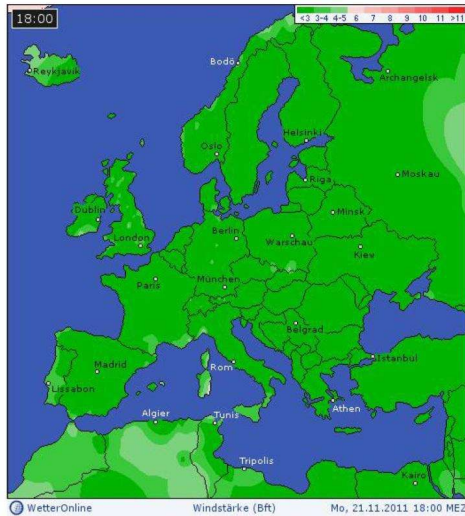 18:00
<3 3-4 4-5 6 7 8 9 10 11 >11
Reykjavik
Bodö
Archangelsk
Helsinki
Oslo
Riga
Moskau
Dublin
Minsk
London
Berlin
Warschau
Kiev
Paris
München
Belgrad
Rom
Istanbul
Madrid
Lissabon
Algier
Tunis
Athen
Tripolis
Kairo
WetterOnline Windstärke (Bft) Mo, 21.11.2011 18:00 MEZ